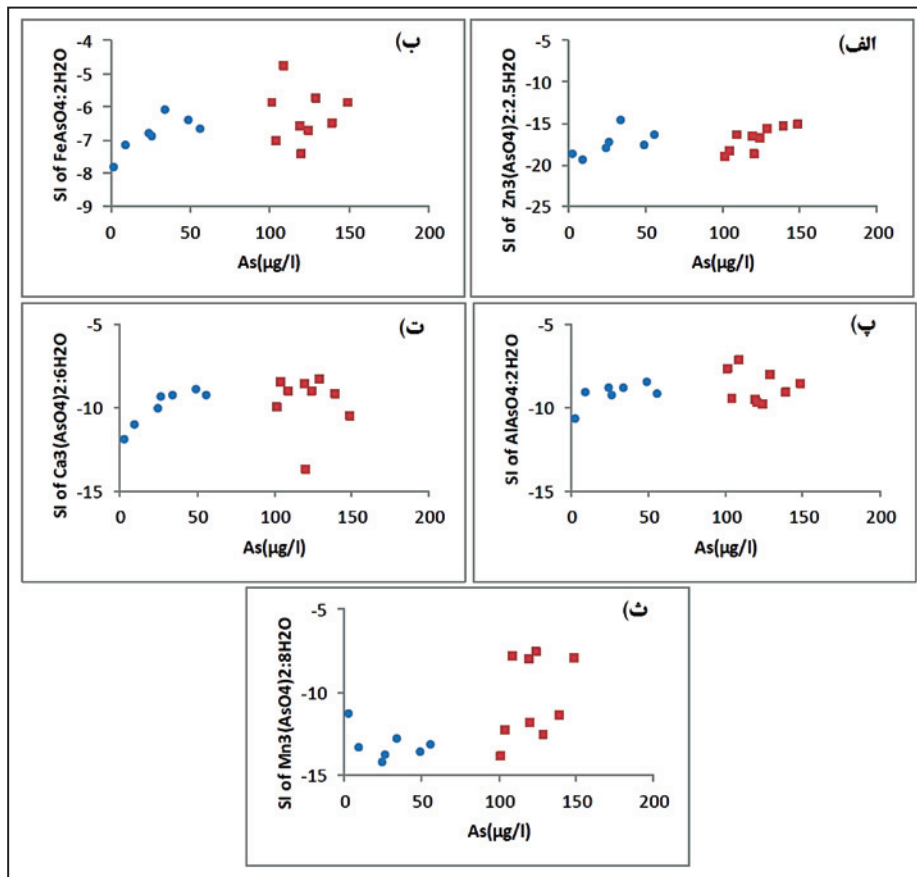 الف)
SI of Zn3(AsO4)2:2.5H2O
-5
-10
-15
-20
-25
0 50 100 150 200
As(µg/l)
ب)
SI of FeAsO4:2H2O
-4
-5
-6
-7
-8
-9
0 50 100 150 200
As(µg/l)
پ)
SI of AlAsO4:2H2O
-5
-10
-15
0 50 100 150 200
As(µg/l)
ت)
SI of Ca3(AsO4)2:6H2O
-5
-10
-15
0 50 100 150 200
As(µg/l)
ث)
SI of Mn3(AsO4)2:8H2O
-5
-10
-15
0 50 100 150 200
As(µg/l)